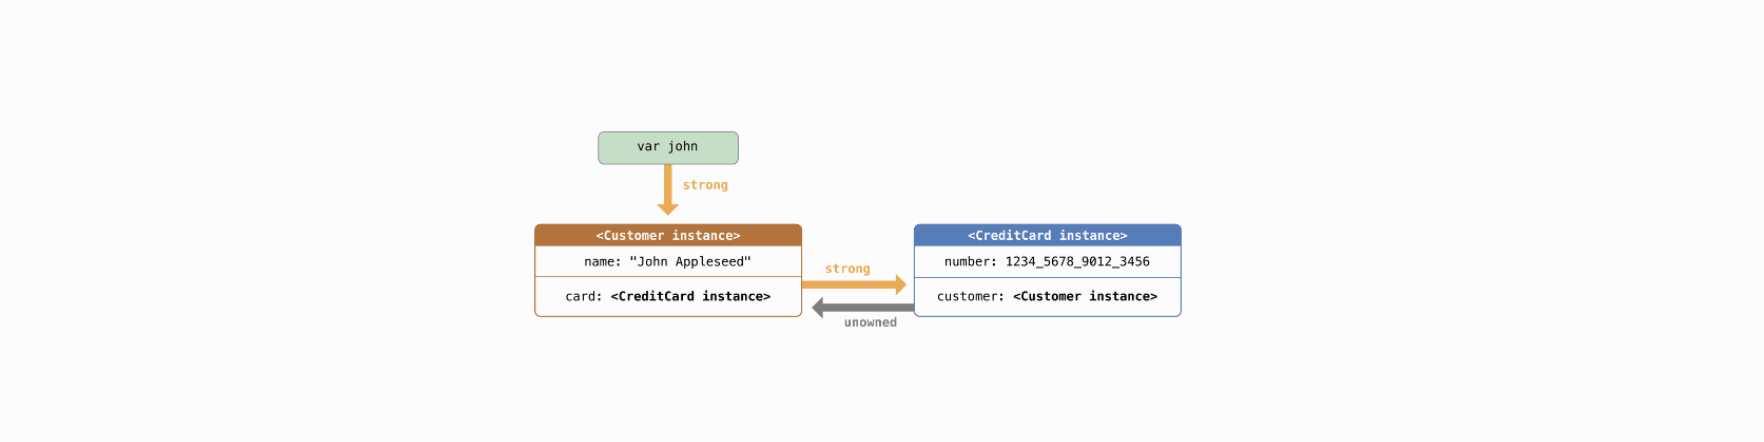 var john
strong
<Customer instance>
name: "John Appleseed"
card: <CreditCard instance>
strong
unowned
<CreditCard instance>
number: 1234_5678_9012_3456
customer: <Customer instance>